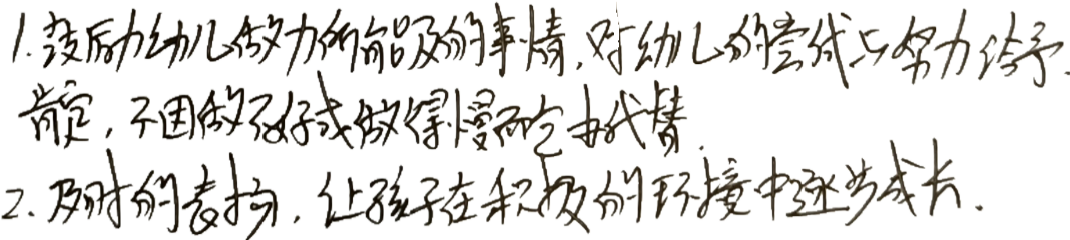 1. 鼓励幼儿做力所能及的事情,对幼儿的尝试与努力给予
肯定,不因做不好或做得慢而包办代替.
2. 及时的表扬,让孩子在积极的环境中逐步成长.